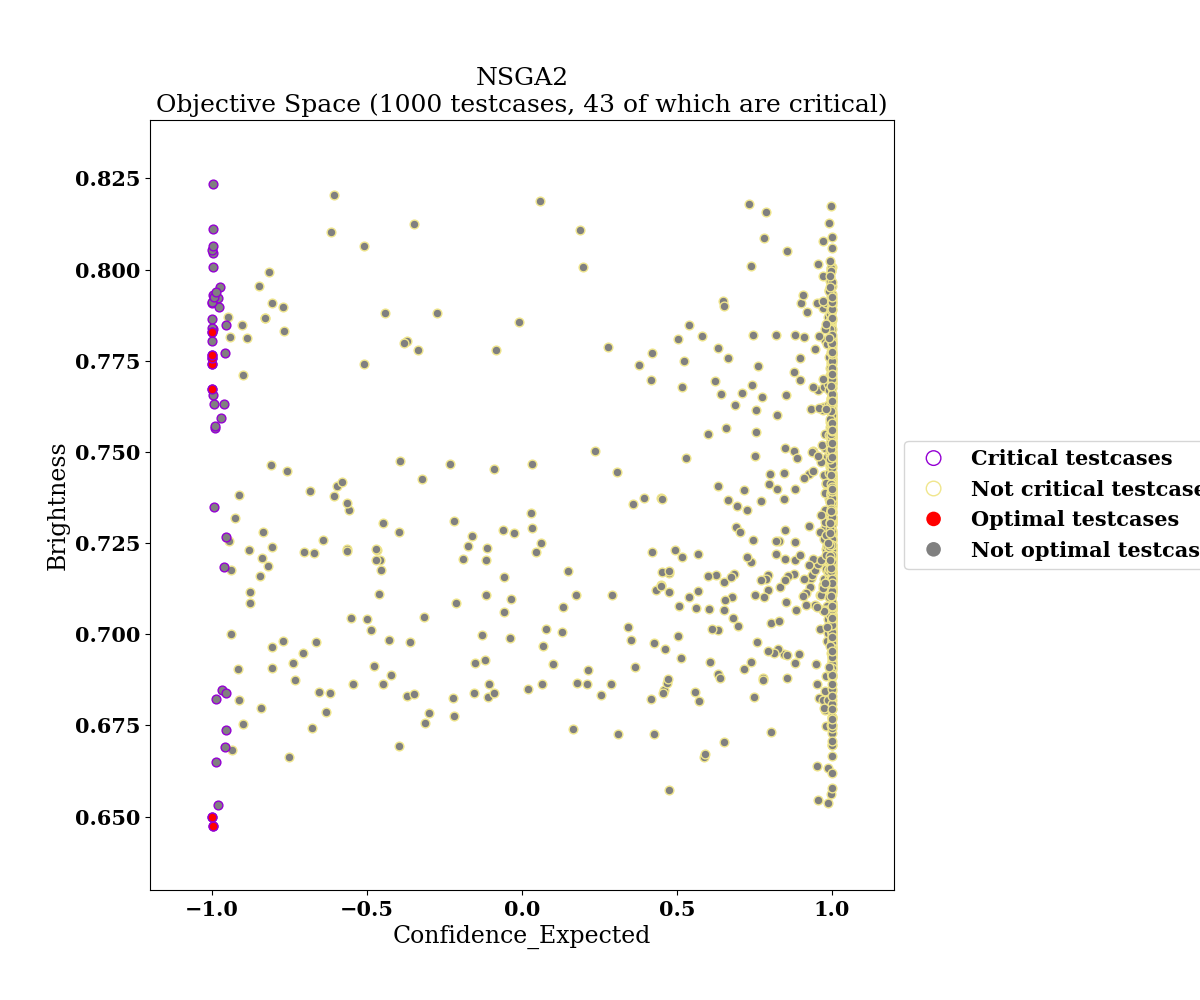 NSGA2
Objective Space (1000 testcases, 43 of which are critical)
0.825
0.800
0.775
0.750
0.725
0.700
0.675
0.650
Brightness
−1.0
−0.5
0.0
0.5
1.0
Confidence_Expected
Critical testcases
Not critical testcase
Optimal testcases
Not optimal testcas